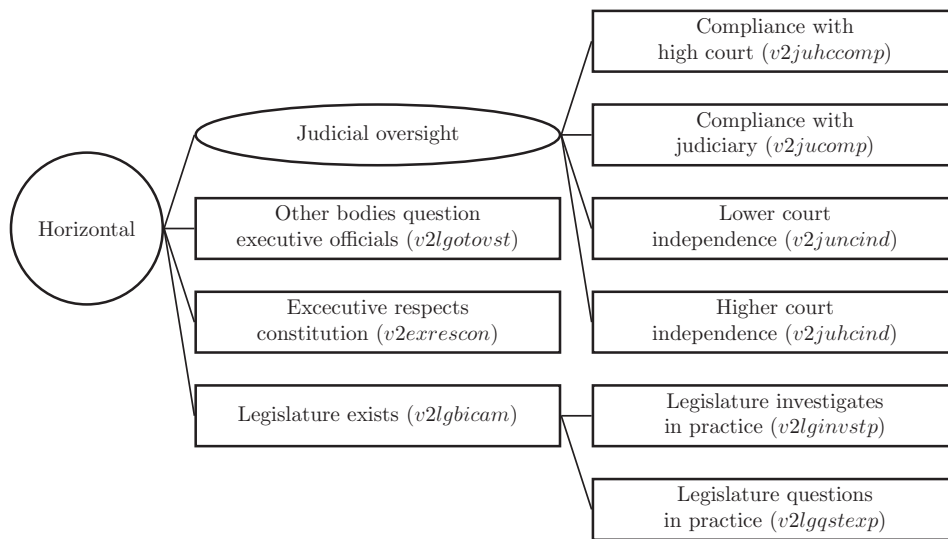 Horizontal
Judicial oversight
Other bodies question
executive officials (v2lgotovst)
Excecutive respects
constitution (v2exrescon)
Legislature exists (v2lgbicam)
Compliance with
high court (v2juhccomp)
Compliance with
judiciary (v2jucomp)
Lower court
independence (v2juncind)
Higher court
independence (v2juhcind)
Legislature investigates
in practice (v2lginvstp)
Legislature questions
in practice (v2lgqstexp)